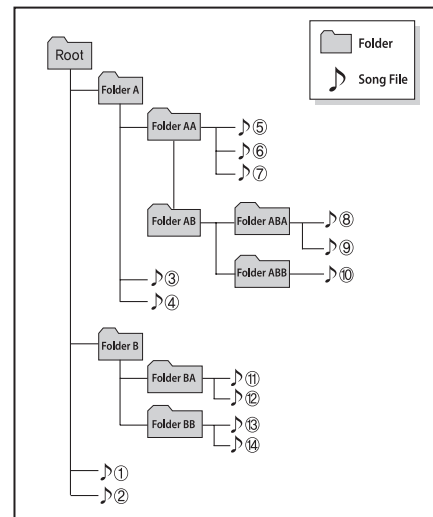 Root
Folder
Song File
Folder A
Folder AA
⑤
⑥
⑦
Folder AB
Folder ABA
⑧
⑨
Folder ABB
⑩
③
④
Folder B
Folder BA
⑪
⑫
Folder BB
⑬
⑭
①
②